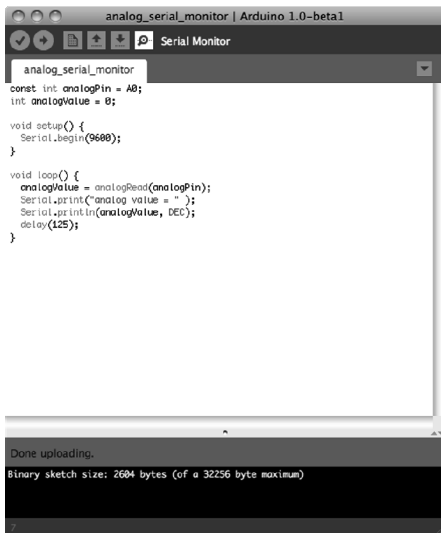 analog_serial_monitor | Arduino 1.0-beta1
Serial Monitor
analog_serial_monitor
const int analogPin = A0;
int analogValue = 0;
void setup() {
Serial.begin(9600);
}
void loop() {
analogValue = analogRead(analogPin);
Serial.print("analog value = " );
Serial.println(analogValue, DEC);
delay(125);
}
Done uploading.
Binary sketch size: 2604 bytes (of a 32256 byte maximum)
7